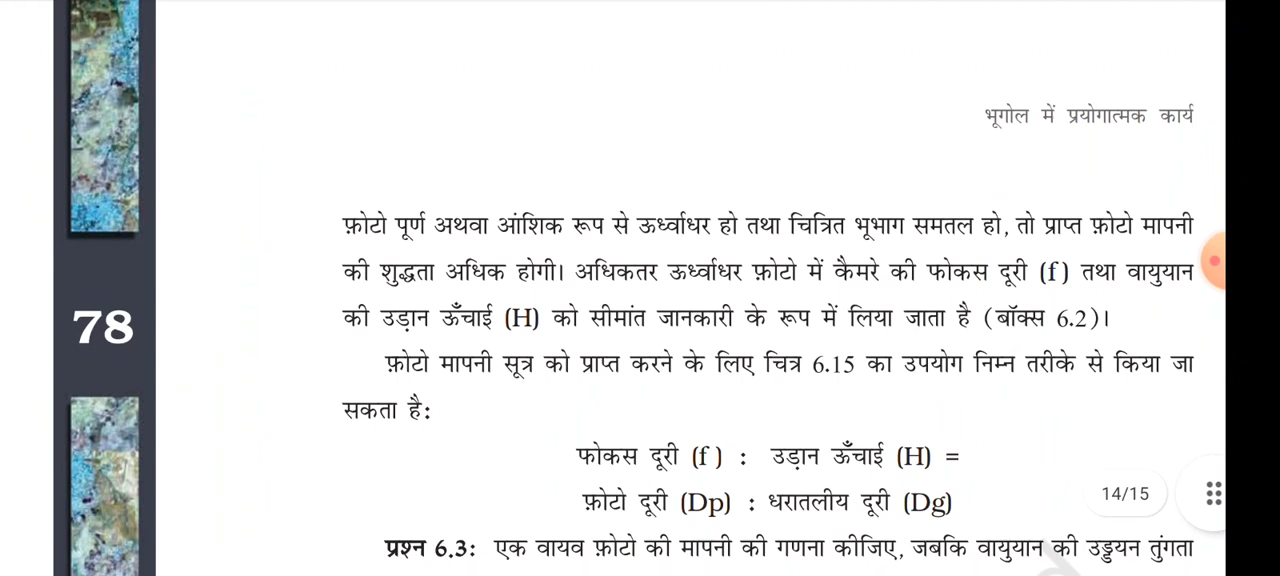 भूगोल में प्रयोगात्मक कार्य
फ़ोटो पूर्ण अथवा आंशिक रूप से ऊर्ध्वाधर हो तथा चित्रित भूभाग समतल हो, तो प्राप्त फ़ोटो मापनी
की शुद्धता अधिक होगी। अधिकतर ऊर्ध्वाधर फ़ोटो में कैमरे की फोकस दूरी (f) तथा वायुयान
78
की उड़ान ऊँचाई (H) को सीमांत जानकारी के रूप में लिया जाता है (बॉक्स 6.2)।
फ़ोटो मापनी सूत्र को प्राप्त करने के लिए चित्र 6.15 का उपयोग निम्न तरीके से किया जा
सकता है:
फोकस दूरी (f ) : उड़ान ऊँचाई (H) =
फ़ोटो दूरी (Dp) : धरातलीय दूरी (Dg)
14/15
प्रश्न 6.3: एक वायव फ़ोटो की मापनी की गणना कीजिए, जबकि वायुयान की उड्डयन तुंगता